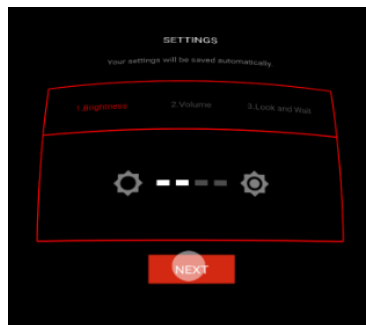 SETTINGS
Your settings will be saved automatically.
1.Brightness 2.Volume 3.Look and Wait
NEXT